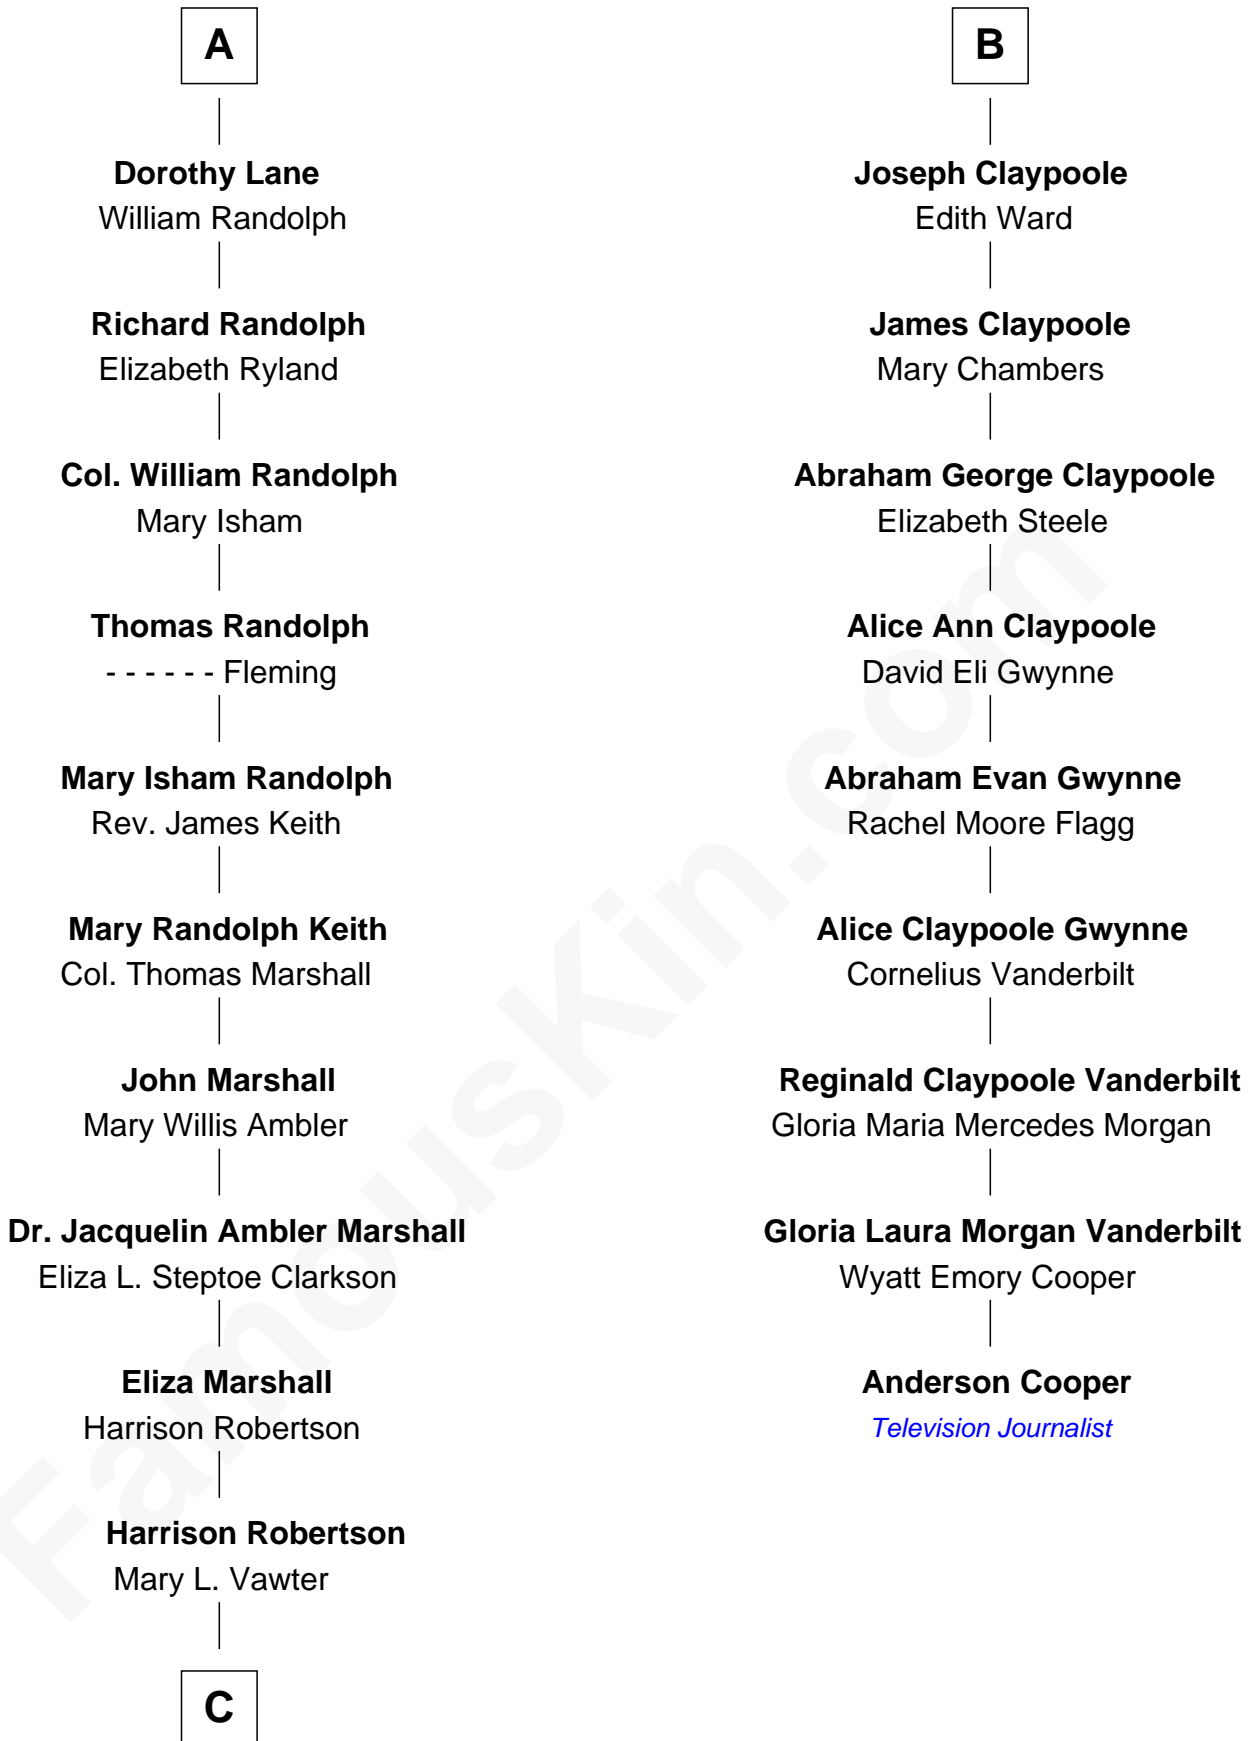 A
Dorothy Lane
William Randolph
Richard Randolph
Elizabeth Ryland
Col. William Randolph
Mary Isham
Thomas Randolph
- - - - - - Fleming
Mary Isham Randolph
Rev. James Keith
Mary Randolph Keith
Col. Thomas Marshall
John Marshall
Mary Willis Ambler
Dr. Jacquelin Ambler Marshall
Eliza L. Steptoe Clarkson
Eliza Marshall
Harrison Robertson
Harrison Robertson
Mary L. Vawter
C
B
Joseph Claypoole
Edith Ward
James Claypoole
Mary Chambers
Abraham George Claypoole
Elizabeth Steele
Alice Ann Claypoole
David Eli Gwynne
Abraham Evan Gwynne
Rachel Moore Flagg
Alice Claypoole Gwynne
Cornelius Vanderbilt
Reginald Claypoole Vanderbilt
Gloria Maria Mercedes Morgan
Gloria Laura Morgan Vanderbilt
Wyatt Emory Cooper
Anderson Cooper
Television Journalist
FamousKin.com